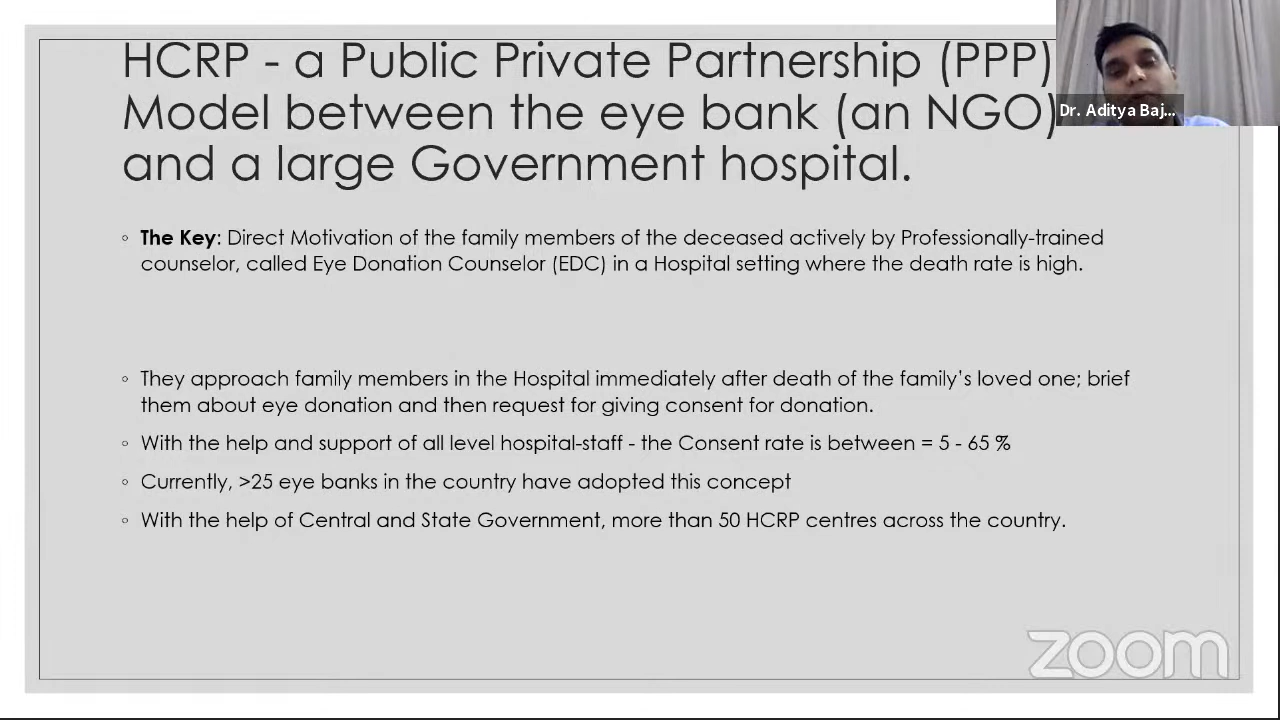 HCRP - a Public Private Partnership (PPP)
Model between the eye bank (an NGO)
and a large Government hospital.
Dr. Aditya Baj...
◦ The Key: Direct Motivation of the family members of the deceased actively by Professionally-trained
counselor, called Eye Donation Counselor (EDC) in a Hospital setting where the death rate is high.
◦ They approach family members in the Hospital immediately after death of the family's loved one; brief
them about eye donation and then request for giving consent for donation.
◦ With the help and support of all level hospital-staff - the Consent rate is between = 5 - 65 %
◦ Currently, >25 eye banks in the country have adopted this concept
◦ With the help of Central and State Government, more than 50 HCRP centres across the country.
zoom